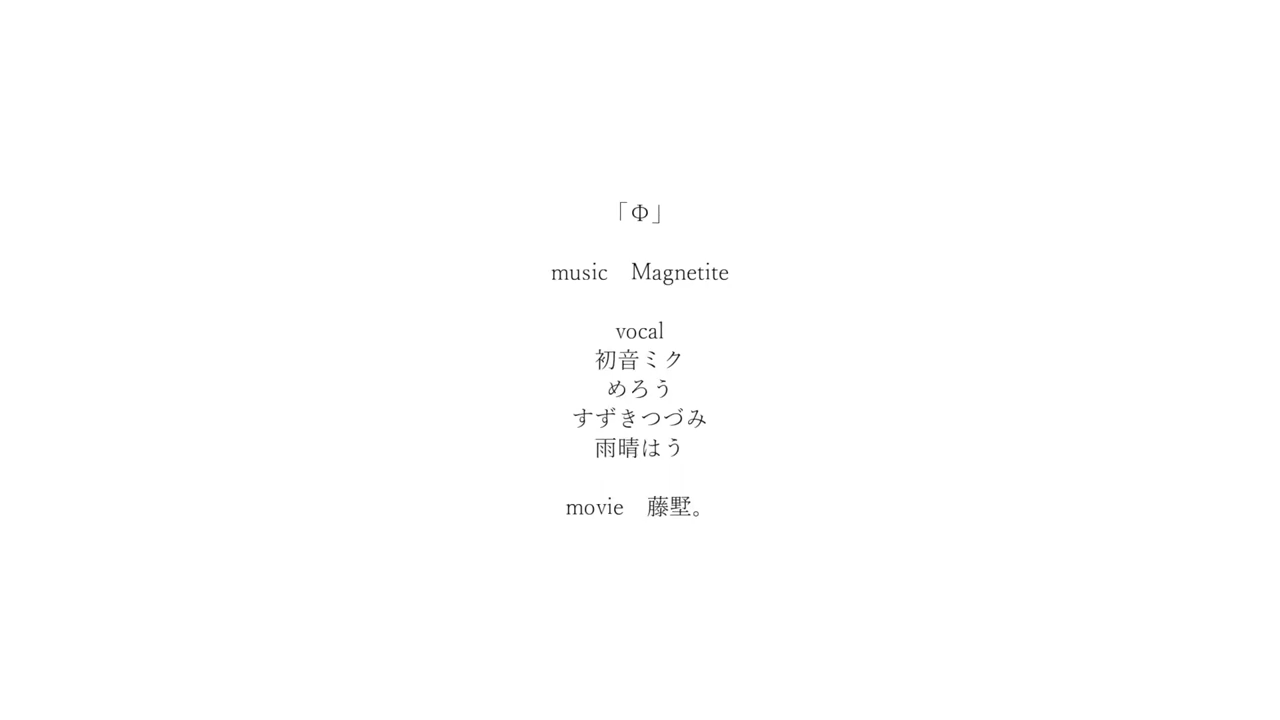 「Φ」
music　Magnetite
vocal
初音ミク
めろう
すずきつづみ
雨晴はう
movie　藤墅。